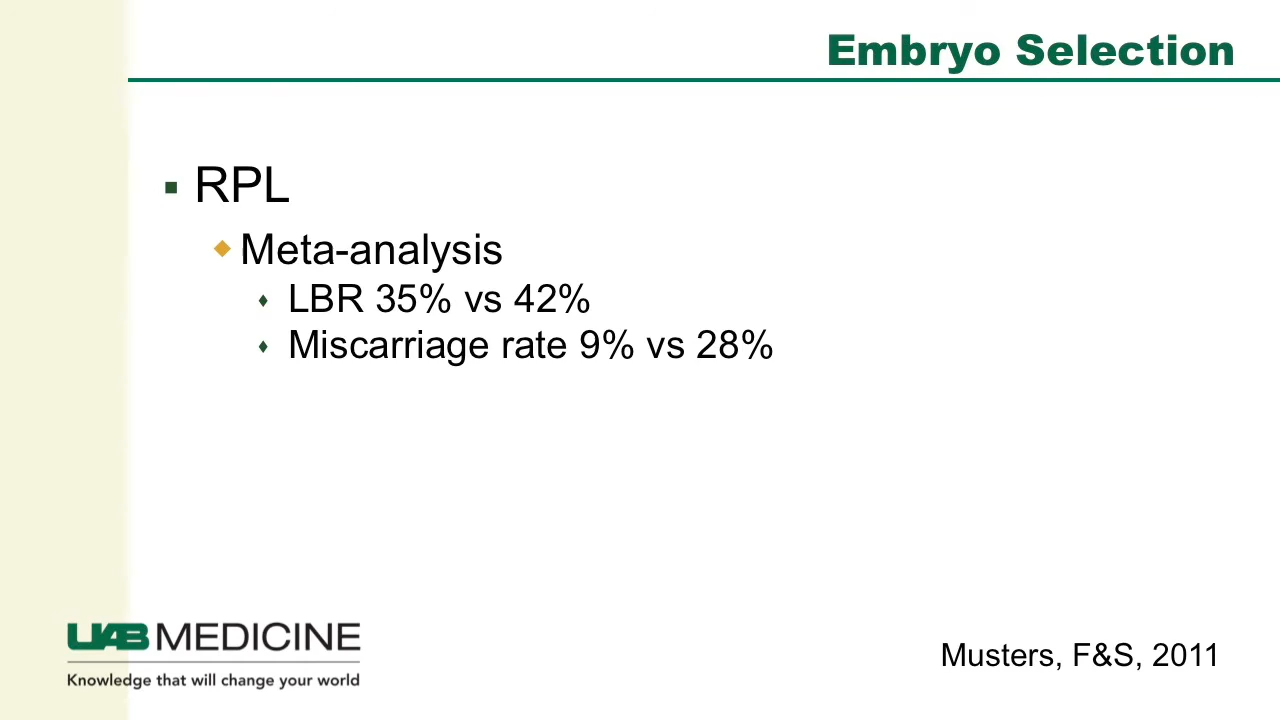 Embryo Selection
RPL
Meta-analysis
LBR 35% vs 42%
Miscarriage rate 9% vs 28%
UAB MEDICINE
Knowledge that will change your world
Musters, F&S, 2011